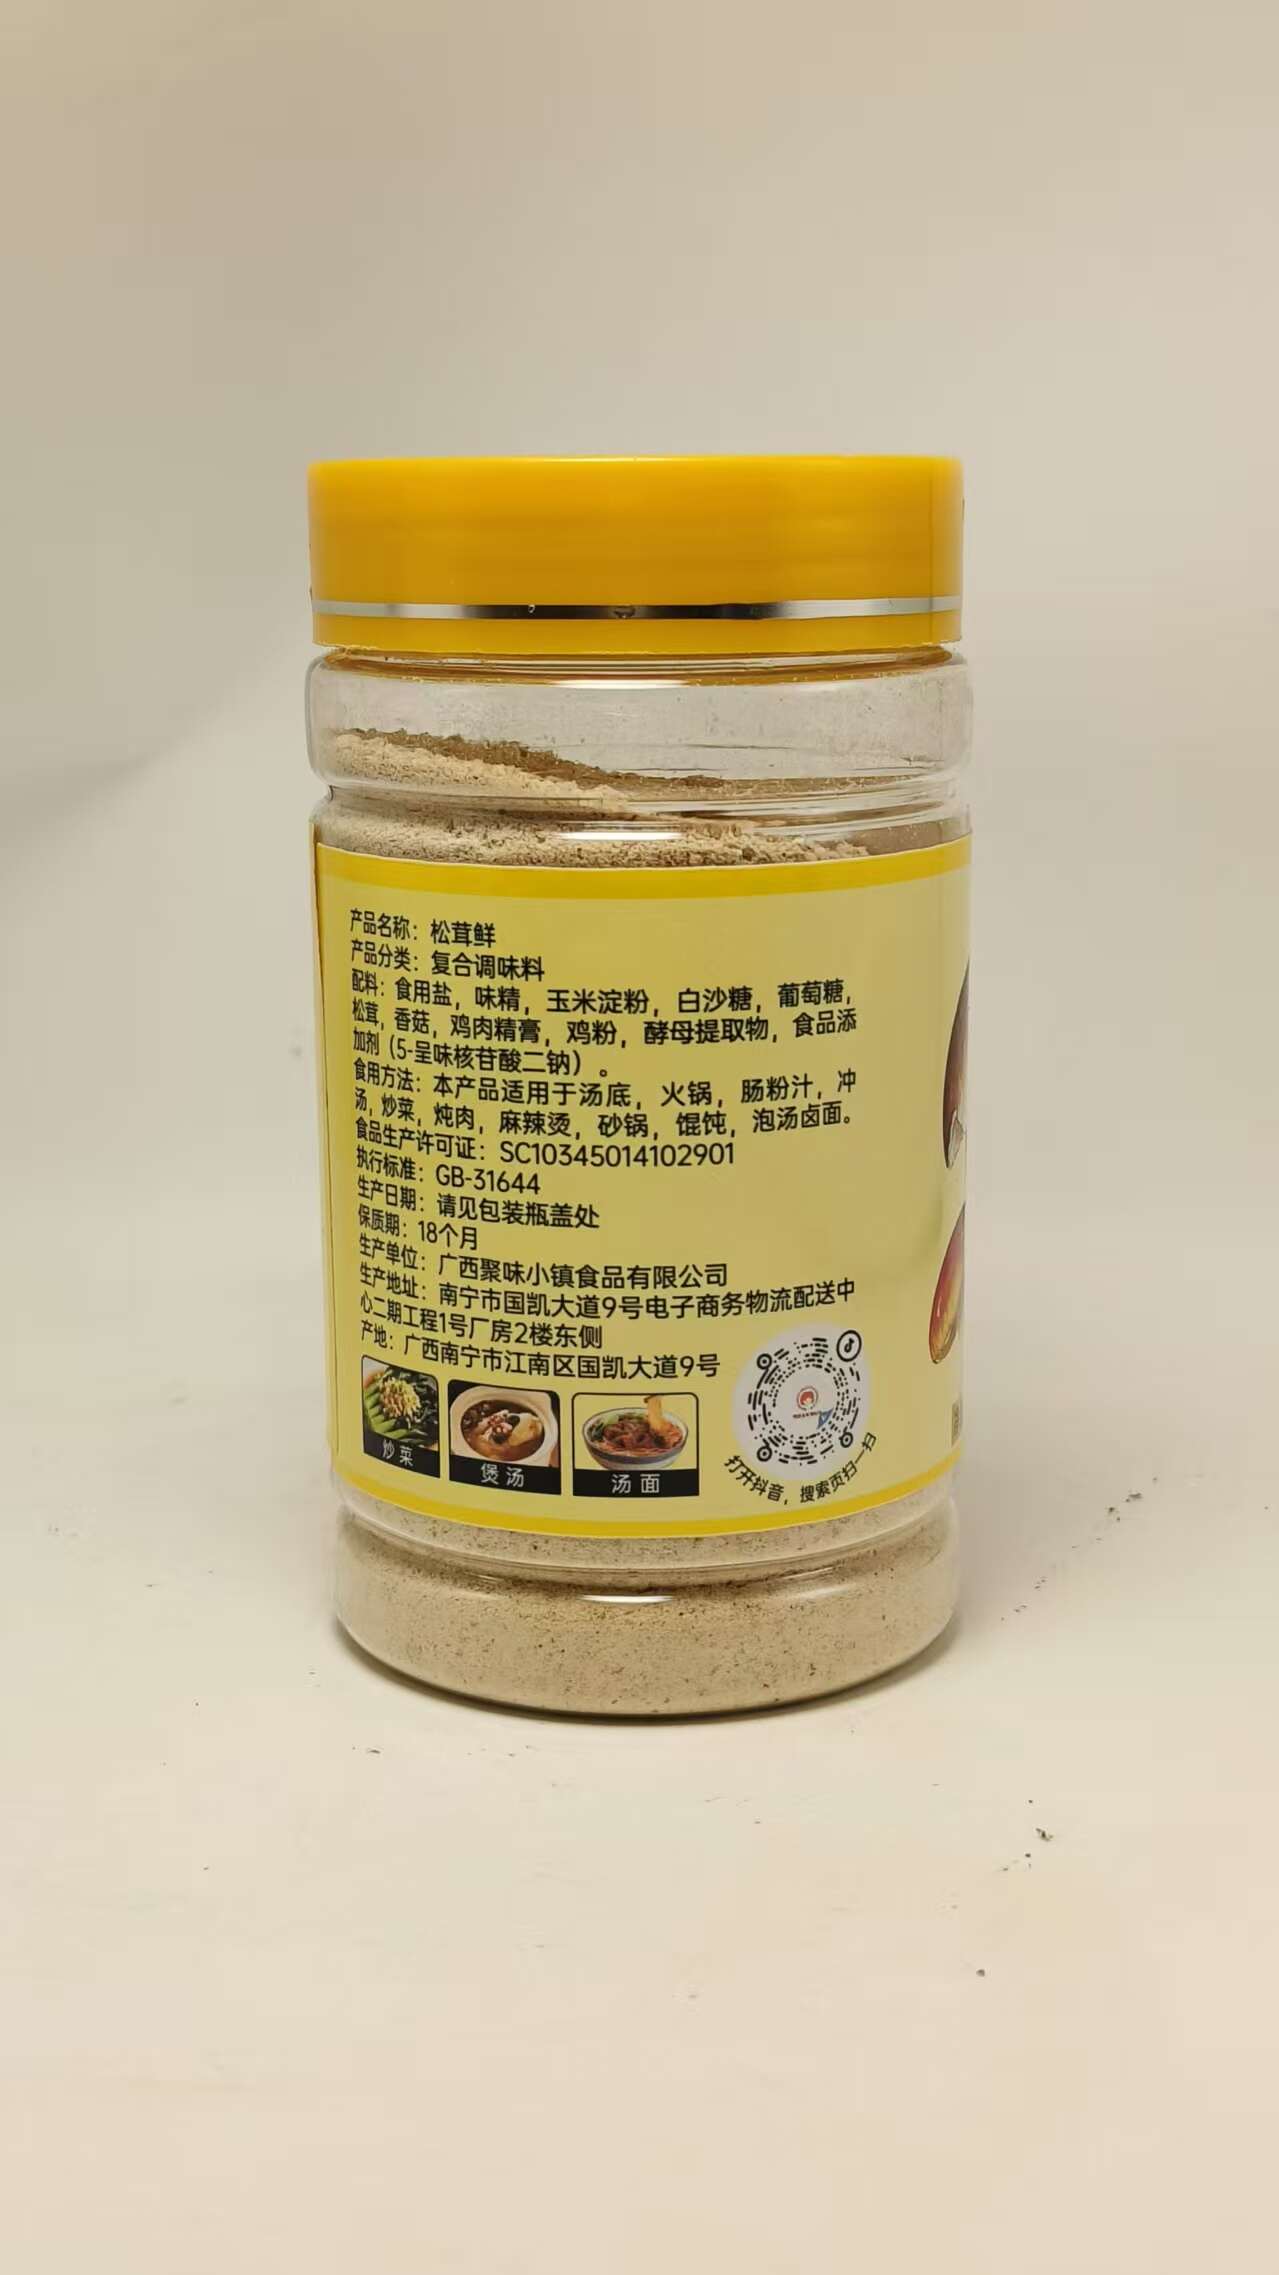 产品名称：松茸鲜
产品分类：复合调味料
配料：食用盐，味精，玉米淀粉，白沙糖，葡萄糖，
松茸，香菇，鸡肉精膏，鸡粉，酵母提取物，食品添
加剂（5-呈味核苷酸二钠）。
食用方法：本产品适用于汤底，火锅，肠粉汁，冲
汤，炒菜，炖肉，麻辣烫，砂锅，馄饨，泡汤卤面。
食品生产许可证：SC10345014102901
执行标准：GB-31644
生产日期：请见包装瓶盖处
保质期：18个月
生产单位：广西聚味小镇食品有限公司
生产地址：南宁市国凯大道9号电子商务物流配送中
心二期工程1号厂房2楼东侧
产地：广西南宁市江南区国凯大道9号
炒菜
煲汤
汤面
打开抖音，搜索页扫一扫